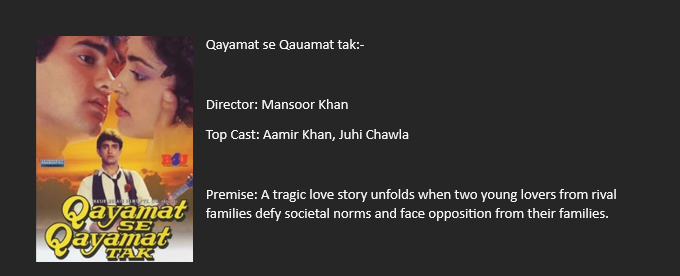 Qayamat se Qauamat tak:-
Director: Mansoor Khan
Top Cast: Aamir Khan, Juhi Chawla
Premise: A tragic love story unfolds when two young lovers from rival
families defy societal norms and face opposition from their families.
B4U
Qayamat
SE
Qayamat
TAK